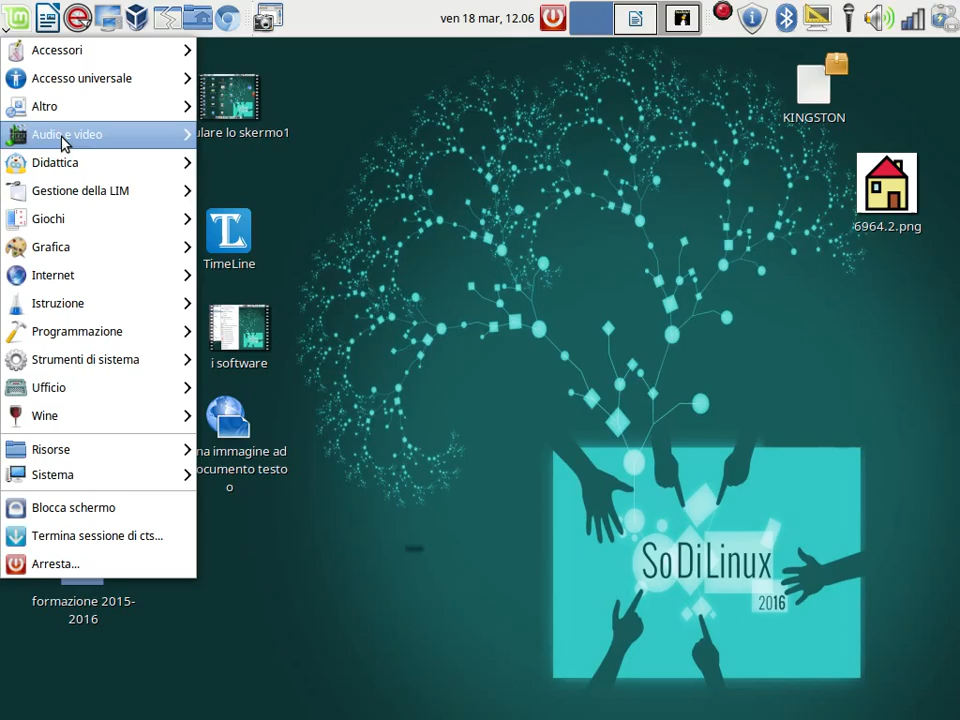 ven 18 mar, 12.06
Accessori
Accesso universale
Altro
Audio e video
Didattica
Gestione della LIM
Giochi
Grafica
Internet
Istruzione
Programmazione
Strumenti di sistema
Ufficio
Wine
Risorse
Sistema
Blocca schermo
Termina sessione di cts...
Arresta...
ulare lo skermo1
T
TimeLine
i software
na immagine ad
ocumento testo
o
formazione 2015-
2016
KINGSTON
6964.2.png
SoDiLinux
2016